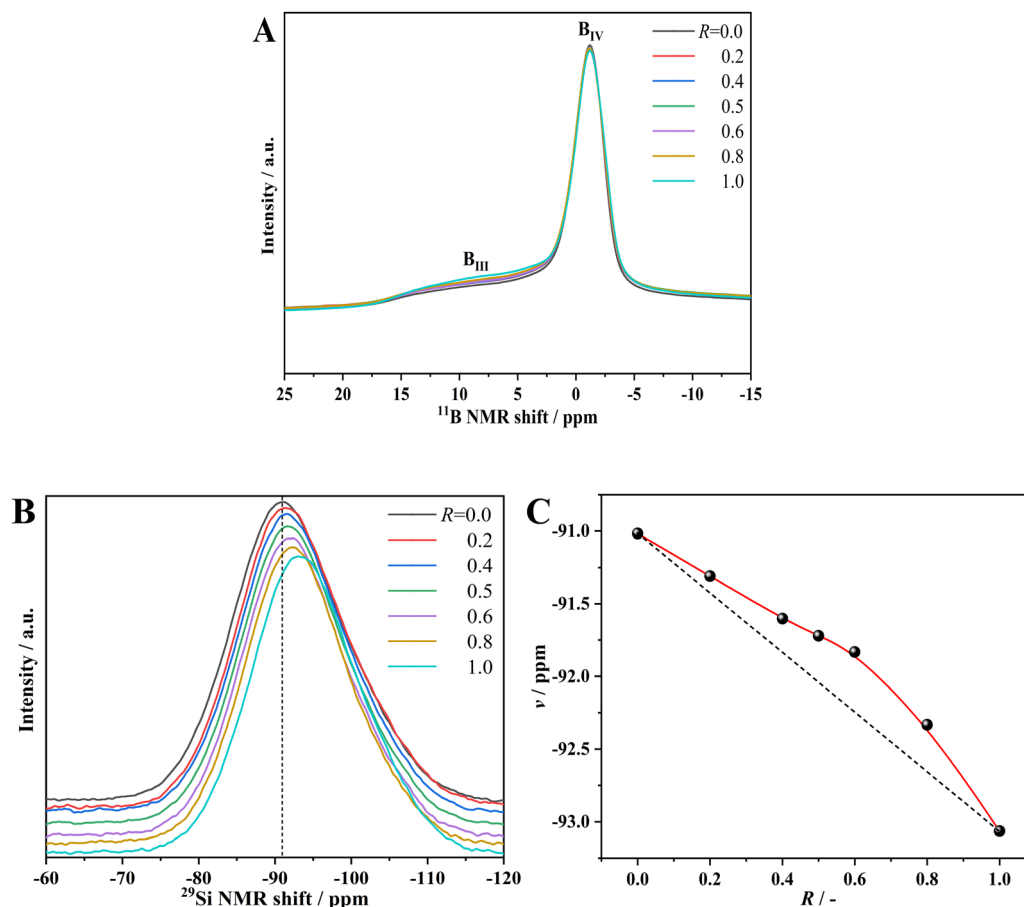 A
B_IV
B_III
R=0.0
0.2
0.4
0.5
0.6
0.8
1.0
Intensity / a.u.
25 20 15 10 5 0 -5 -10 -15
¹¹B NMR shift / ppm
B
R=0.0
0.2
0.4
0.5
0.6
0.8
1.0
Intensity / a.u.
-60 -70 -80 -90 -100 -110 -120
²⁹Si NMR shift / ppm
C
-91.0
-91.5
-92.0
-92.5
-93.0
ν / ppm
0.0 0.2 0.4 0.6 0.8 1.0
R / -